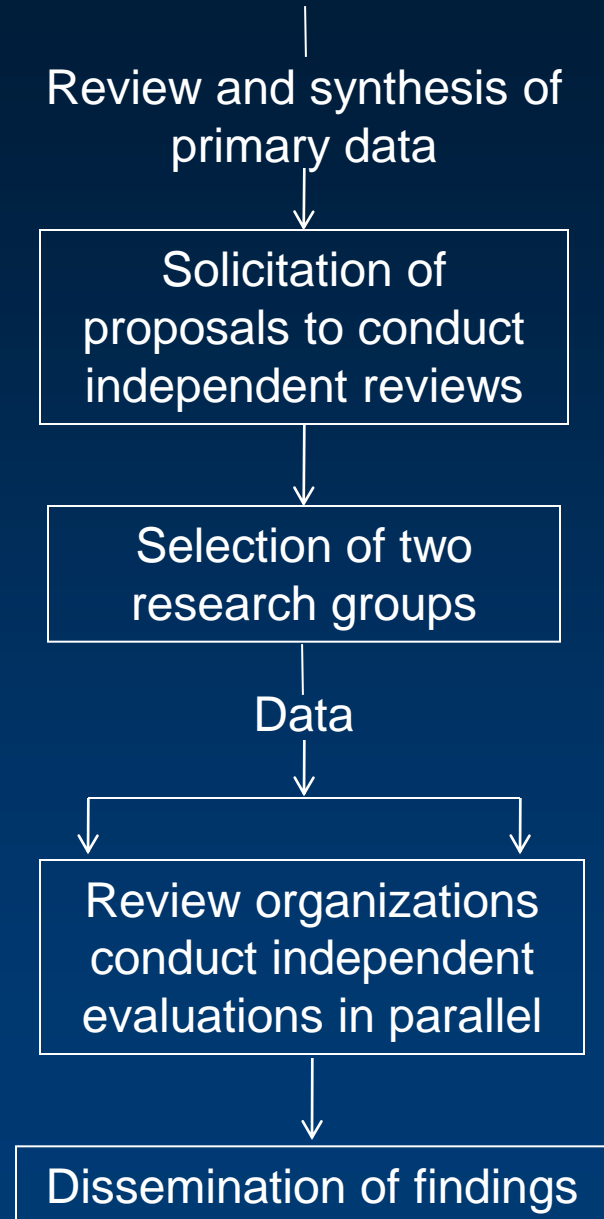 Review and synthesis of
primary data
Solicitation of
proposals to conduct
independent reviews
Selection of two
research groups
Data
Review organizations
conduct independent
evaluations in parallel
Dissemination of findings